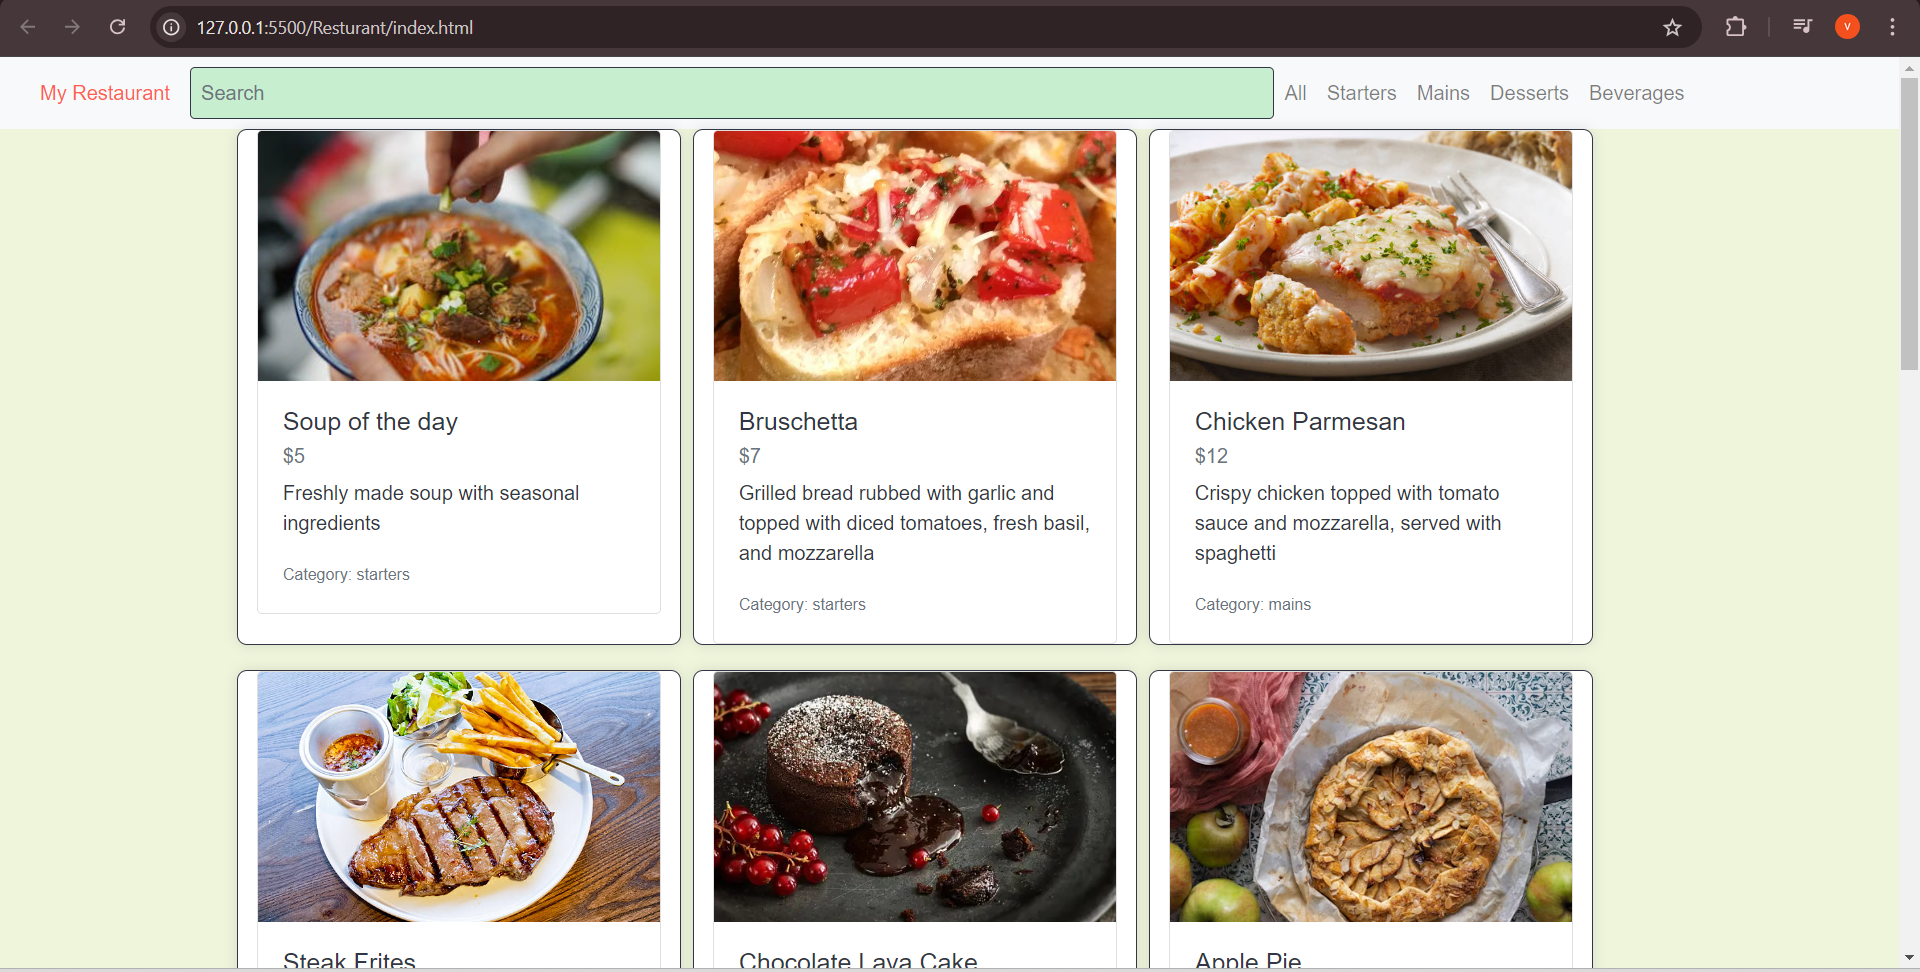 127.0.0.1:5500/Resturant/index.html
V
My Restaurant
Search
All Starters Mains Desserts Beverages
Soup of the day
$5
Freshly made soup with seasonal
ingredients
Category: starters
Bruschetta
$7
Grilled bread rubbed with garlic and
topped with diced tomatoes, fresh basil,
and mozzarella
Category: starters
Chicken Parmesan
$12
Crispy chicken topped with tomato
sauce and mozzarella, served with
spaghetti
Category: mains
Steak Frites
Chocolate Lava Cake
Apple Pie